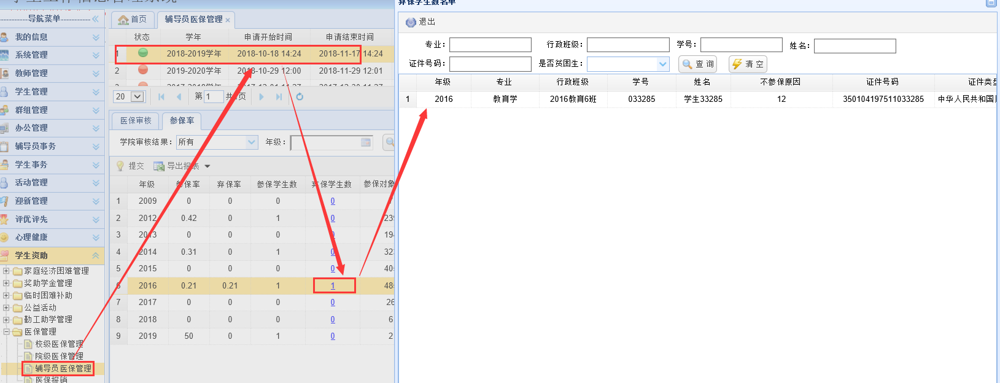 弃保学生数名单
导航菜单
我的信息
系统管理
教师管理
学生管理
群组管理
办公管理
辅导员事务
学生事务
活动管理
迎新管理
评优评先
心理健康
学生资助
家庭经济困难管理
奖助学金管理
临时困难补助
公益活动
勤工助学管理
医保管理
校级医保管理
院级医保管理
辅导员医保管理
医保报销
首页 辅导员医保管理 ×
状态 学年 申请开始时间 申请结束时间
1 2018-2019学年 2018-10-18 14:24 2018-11-17 14:24
2 2019-2020学年 2018-10-29 12:00 2018-11-29 12:01
20 第 1 共 页
医保审核 参保率
学院审核结果: 所有 年级:
提交 导出报表
年级 参保率 弃保率 参保学生数 弃保学生数 参保对象
1 2009 0 0 0 0
2 2012 0.42 0 1 0 239
3 2013 0 0 0 0 194
4 2014 0.31 0 1 0 323
5 2015 0 0 0 0 405
6 2016 0.21 0.21 1 1 485
7 2017 0 0 0 0 26
8 2018 0 0 0 0 6
9 2019 50 0 1 0 2
退出
专业: 行政班级: 学号: 姓名:
证件号码: 是否贫困生: 查询 清空
年级 专业 行政班级 学号 姓名 不参保原因 证件号码 证件类型
1 2016 教育学 2016教育6班 033285 学生33285 12 350104197511033285 中华人民共和国